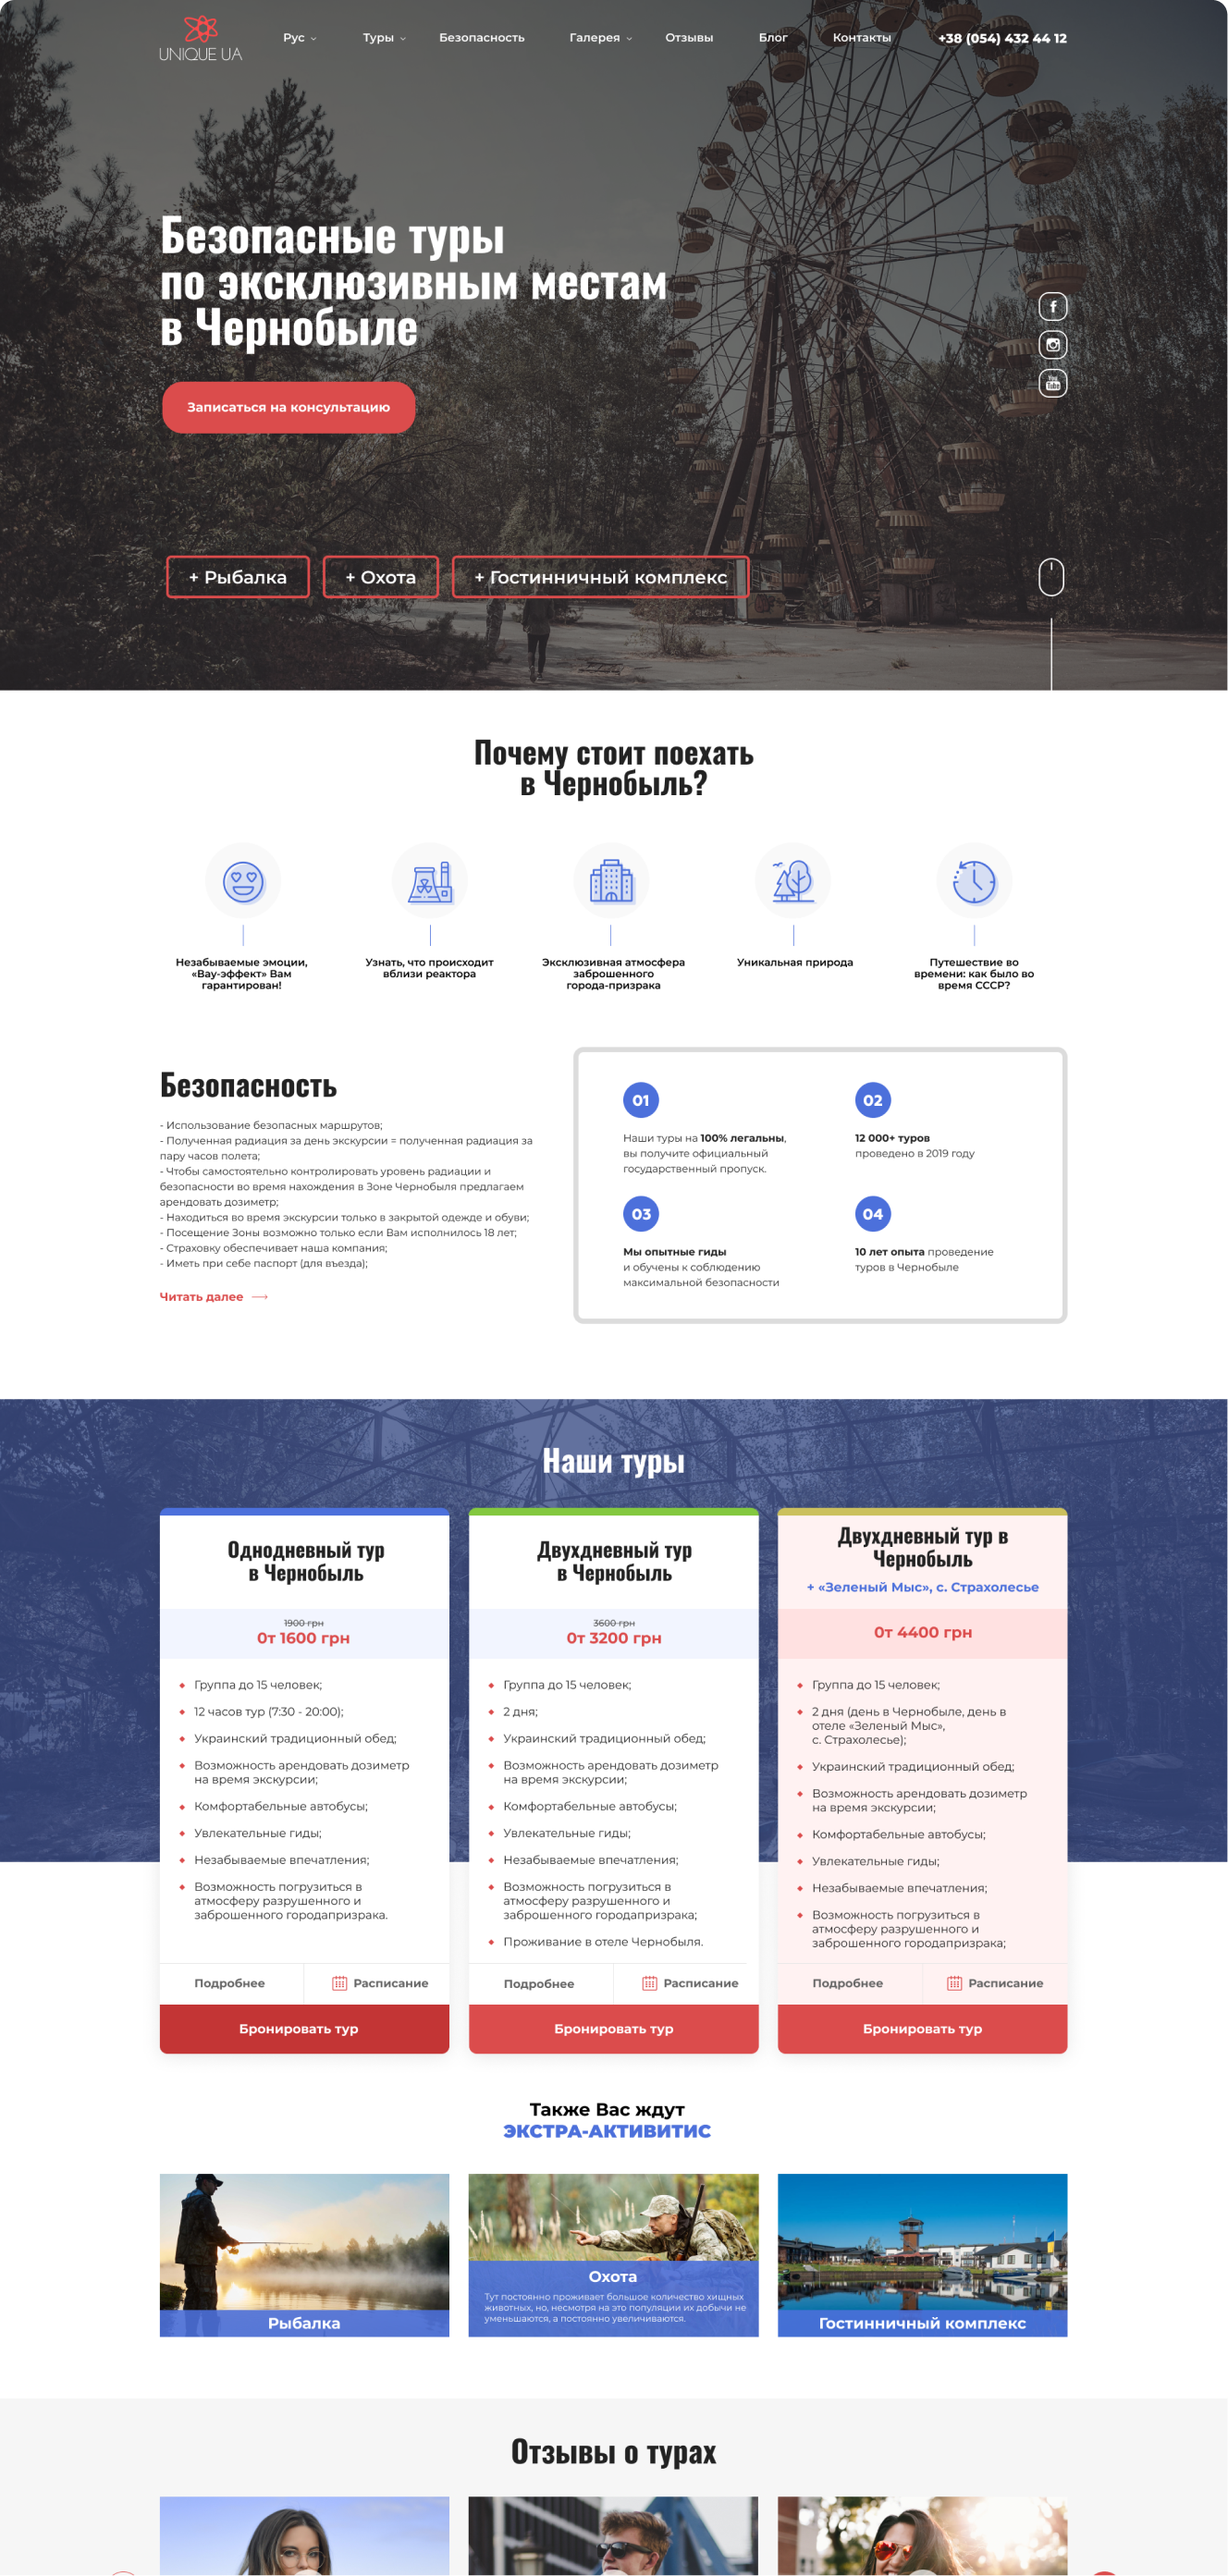 UNIQUE UA
Рус
Туры
Безопасность
Галерея
Отзывы
Блог
Контакты
+38 (054) 432 44 12
Безопасные туры
по эксклюзивным местам
в Чернобыле
Записаться на консультацию
You
Tube
+ Рыбалка
+ Охота
+ Гостинничный комплекс
Почему стоит поехать
в Чернобыль?
Незабываемые эмоции,
«Вау-эффект» Вам
гарантирован!
Узнать, что происходит
вблизи реактора
Эксклюзивная атмосфера
заброшенного
города-призрака
Уникальная природа
Путешествие во
времени: как было во
время СССР?
Безопасность
- Использование безопасных маршрутов;
- Полученная радиация за день экскурсии = полученная радиация за
пару часов полета;
- Чтобы самостоятельно контролировать уровень радиации и
безопасности во время нахождения в Зоне Чернобыля предлагаем
арендовать дозиметр;
- Находиться во время экскурсии только в закрытой одежде и обуви;
- Посещение Зоны возможно только если Вам исполнилось 18 лет;
- Страховку обеспечивает наша компания;
- Иметь при себе паспорт (для въезда);
Читать далее
01
Наши туры на 100% легальны,
вы получите официальный
государственный пропуск.
02
12 000+ туров
проведено в 2019 году
03
Мы опытные гиды
и обучены к соблюдению
максимальной безопасности
04
10 лет опыта проведение
туров в Чернобыле
Наши туры
Однодневный тур
в Чернобыль
1900 грн
0т 1600 грн
Группа до 15 человек;
12 часов тур (7:30 - 20:00);
Украинский традиционный обед;
Возможность арендовать дозиметр
на время экскурсии;
Комфортабельные автобусы;
Увлекательные гиды;
Незабываемые впечатления;
Возможность погрузиться в
атмосферу разрушенного и
заброшенного городапризрака.
Подробнее
Расписание
Бронировать тур
Двухдневный тур
в Чернобыль
3600 грн
0т 3200 грн
Группа до 15 человек;
2 дня;
Украинский традиционный обед;
Возможность арендовать дозиметр
на время экскурсии;
Комфортабельные автобусы;
Увлекательные гиды;
Незабываемые впечатления;
Возможность погрузиться в
атмосферу разрушенного и
заброшенного городапризрака;
Проживание в отеле Чернобыля.
Подробнее
Расписание
Бронировать тур
Двухдневный тур в
Чернобыль
+ «Зеленый Мыс», с. Страхолесье
0т 4400 грн
Группа до 15 человек;
2 дня (день в Чернобыле, день в
отеле «Зеленый Мыс»,
с. Страхолесье);
Украинский традиционный обед;
Возможность арендовать дозиметр
на время экскурсии;
Комфортабельные автобусы;
Увлекательные гиды;
Незабываемые впечатления;
Возможность погрузиться в
атмосферу разрушенного и
заброшенного городапризрака;
Подробнее
Расписание
Бронировать тур
Также Вас ждут
ЭКСТРА-АКТИВИТИС
Рыбалка
Охота
Тут постоянно проживает большое количество хищных
животных, но, несмотря на это популяции их добычи не
уменьшаются, а постоянно увеличиваются.
Гостинничный комплекс
Отзывы о турах